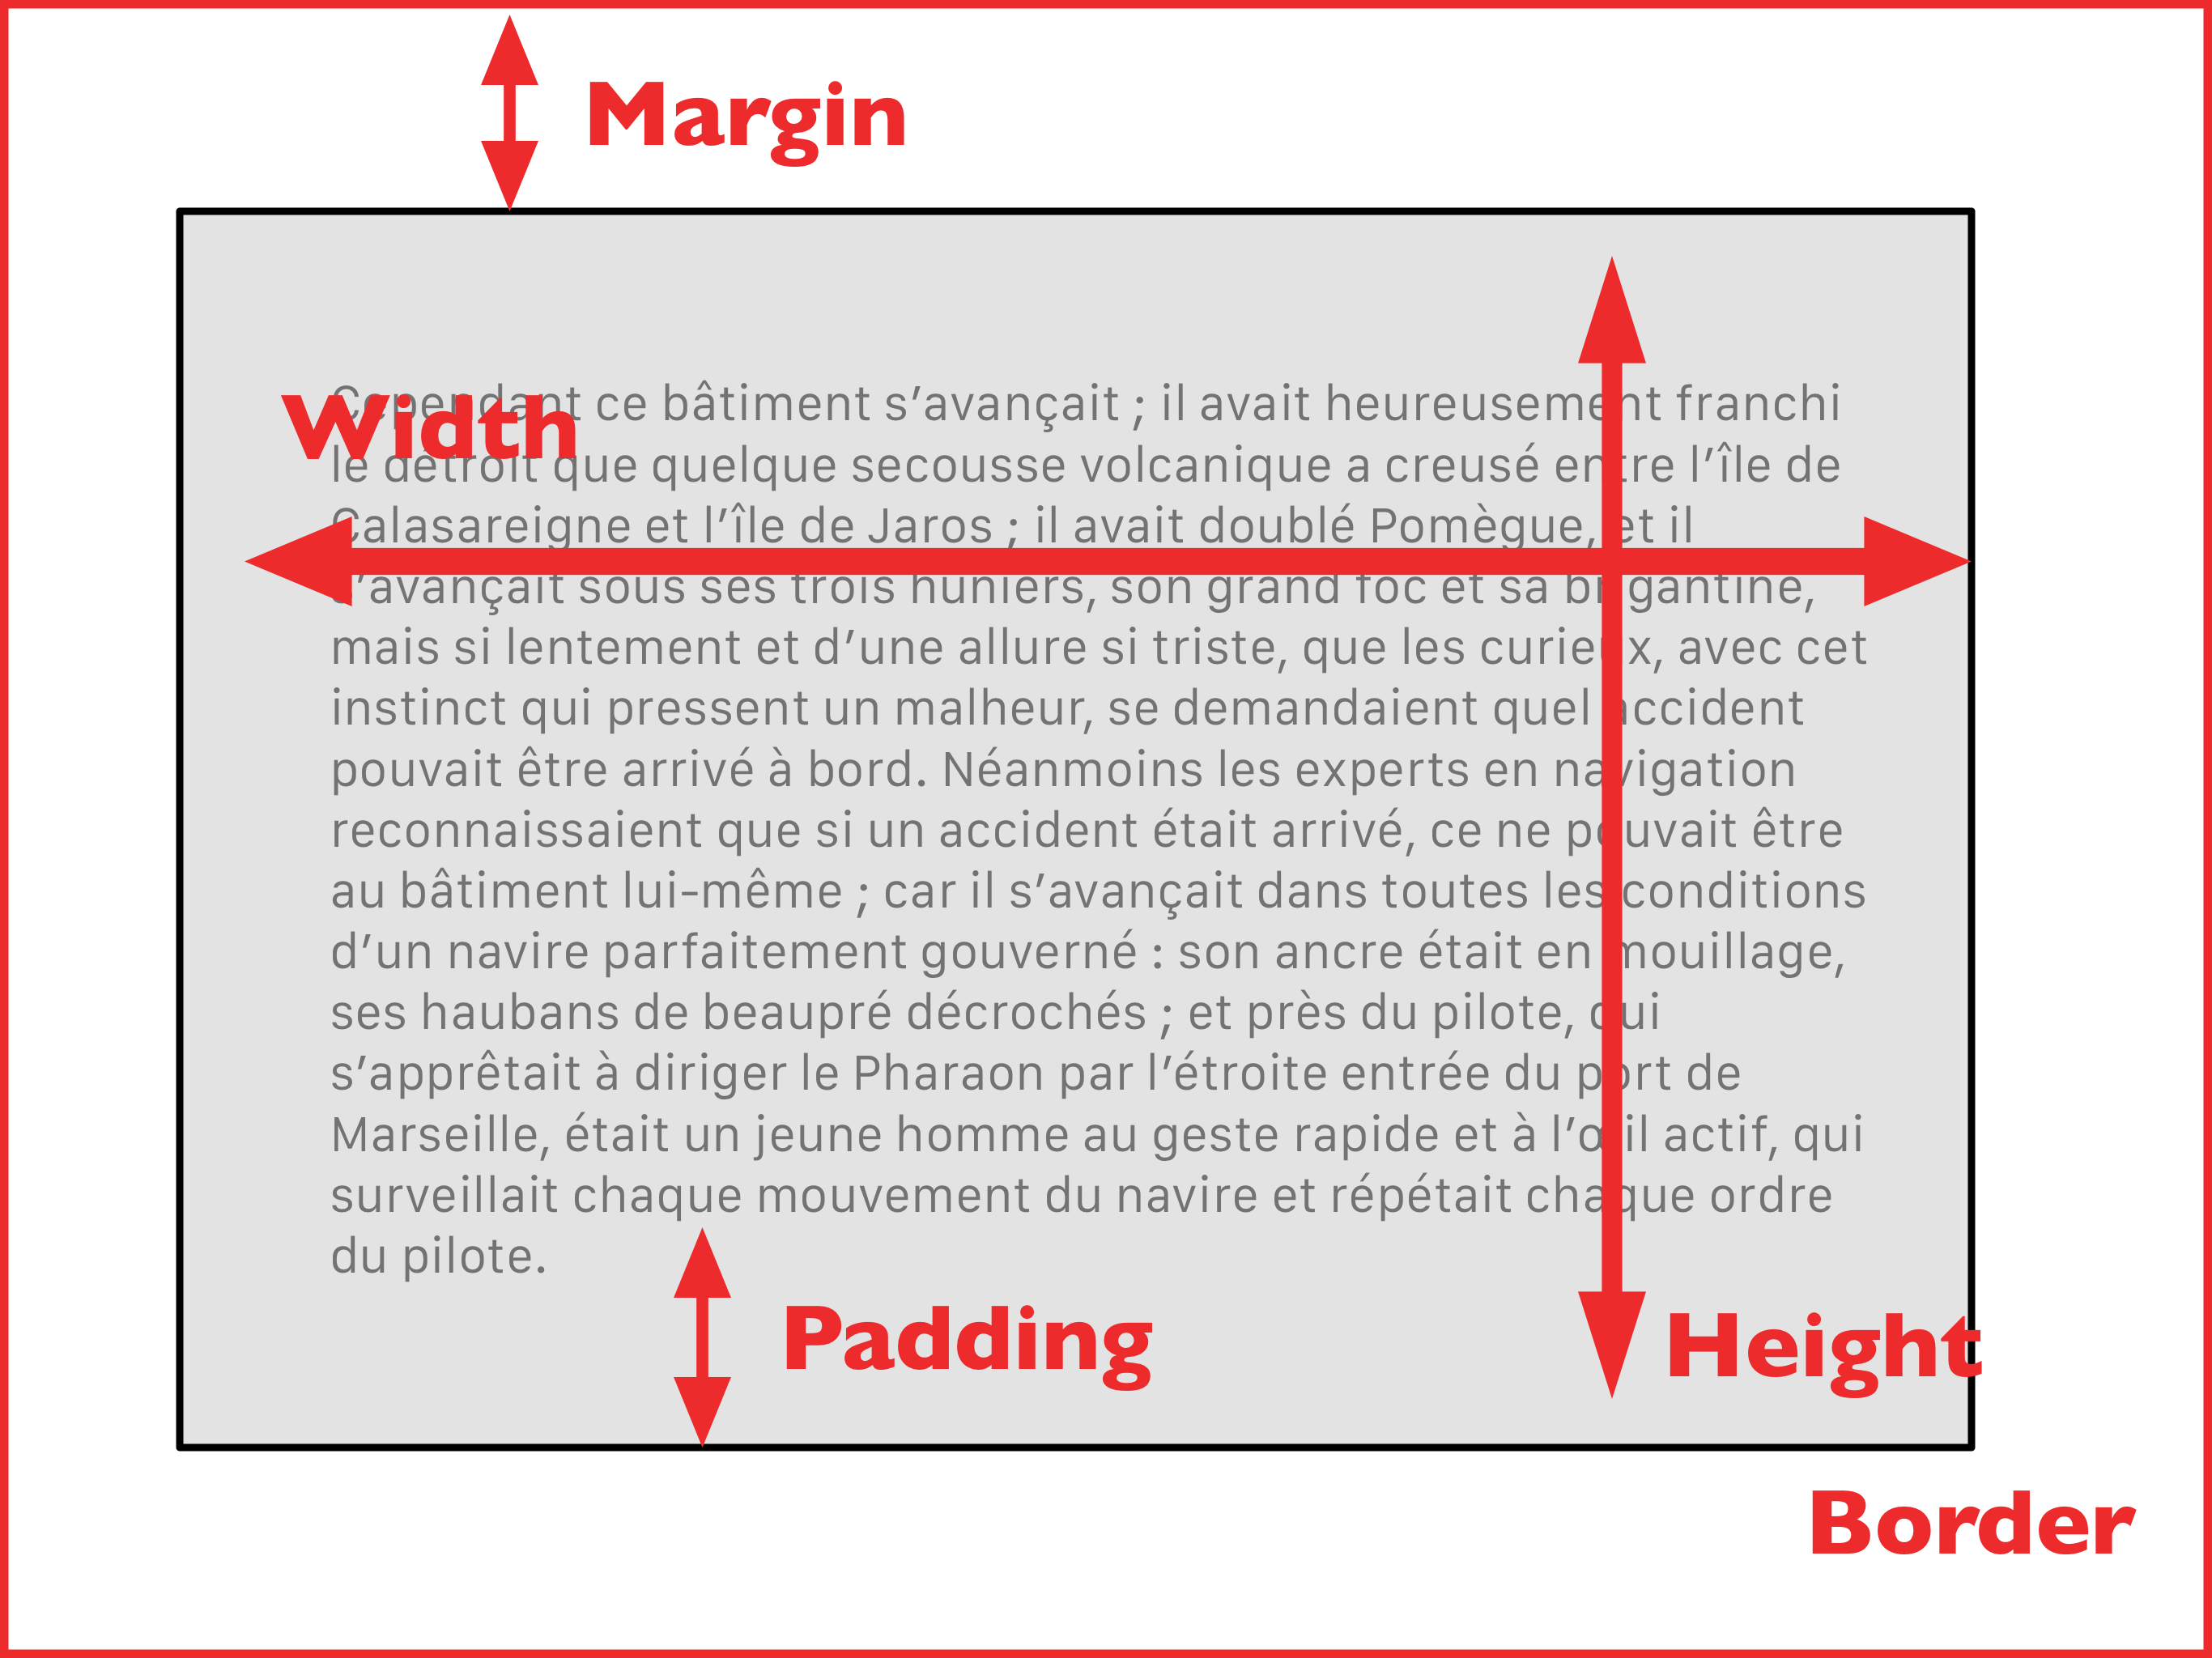 Margin
Width
Cependant ce bâtiment s’avançait ; il avait heureusement franchi
le détroit que quelque secousse volcanique a creusé entre l’île de
Calasareigne et l’île de Jaros ; il avait doublé Pomègue, et il
s’avançait sous ses trois huniers, son grand foc et sa brigantine,
mais si lentement et d’une allure si triste, que les curieux, avec cet
instinct qui pressent un malheur, se demandaient quel accident
pouvait être arrivé à bord. Néanmoins les experts en navigation
reconnaissaient que si un accident était arrivé, ce ne pouvait être
au bâtiment lui-même ; car il s’avançait dans toutes les conditions
d’un navire parfaitement gouverné : son ancre était en mouillage,
ses haubans de beaupré décrochés ; et près du pilote, qui
s’apprêtait à diriger le Pharaon par l’étroite entrée du port de
Marseille, était un jeune homme au geste rapide et à l’œil actif, qui
surveillait chaque mouvement du navire et répétait chaque ordre
du pilote.
Padding
Height
Border